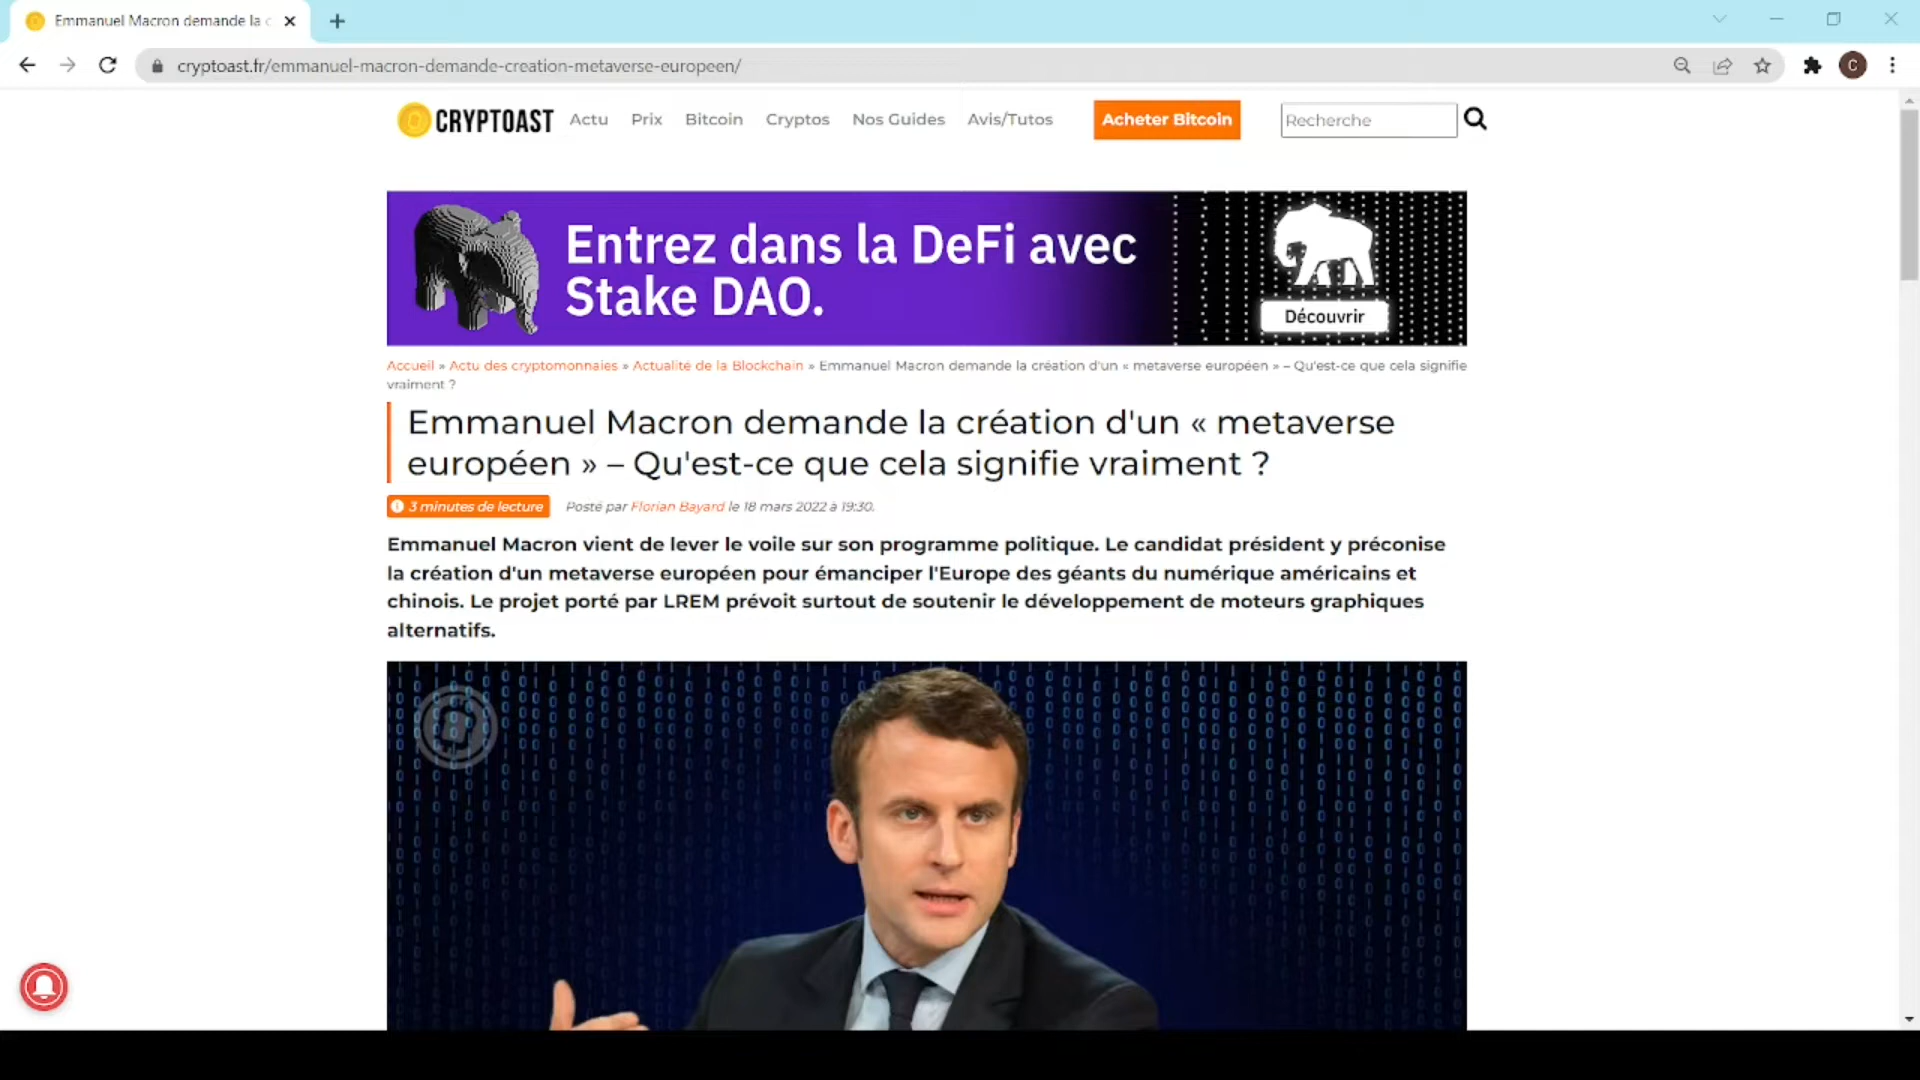 Emmanuel Macron demande la c
cryptoast.fr/emmanuel-macron-demande-creation-metaverse-europeen/
C
CRYPTOAST
Actu
Prix
Bitcoin
Cryptos
Nos Guides
Avis/Tutos
Acheter Bitcoin
Recherche
Entrez dans la DeFi avec
Stake DAO.
Découvrir
Accueil » Actu des cryptomonnaies » Actualité de la Blockchain » Emmanuel Macron demande la création d'un « metaverse européen » – Qu'est-ce que cela signifie
vraiment ?
Emmanuel Macron demande la création d'un « metaverse
européen » – Qu'est-ce que cela signifie vraiment ?
3 minutes de lecture
Posté par Florian Bayard le 18 mars 2022 à 19:30.
Emmanuel Macron vient de lever le voile sur son programme politique. Le candidat président y préconise
la création d'un metaverse européen pour émanciper l'Europe des géants du numérique américains et
chinois. Le projet porté par LREM prévoit surtout de soutenir le développement de moteurs graphiques
alternatifs.